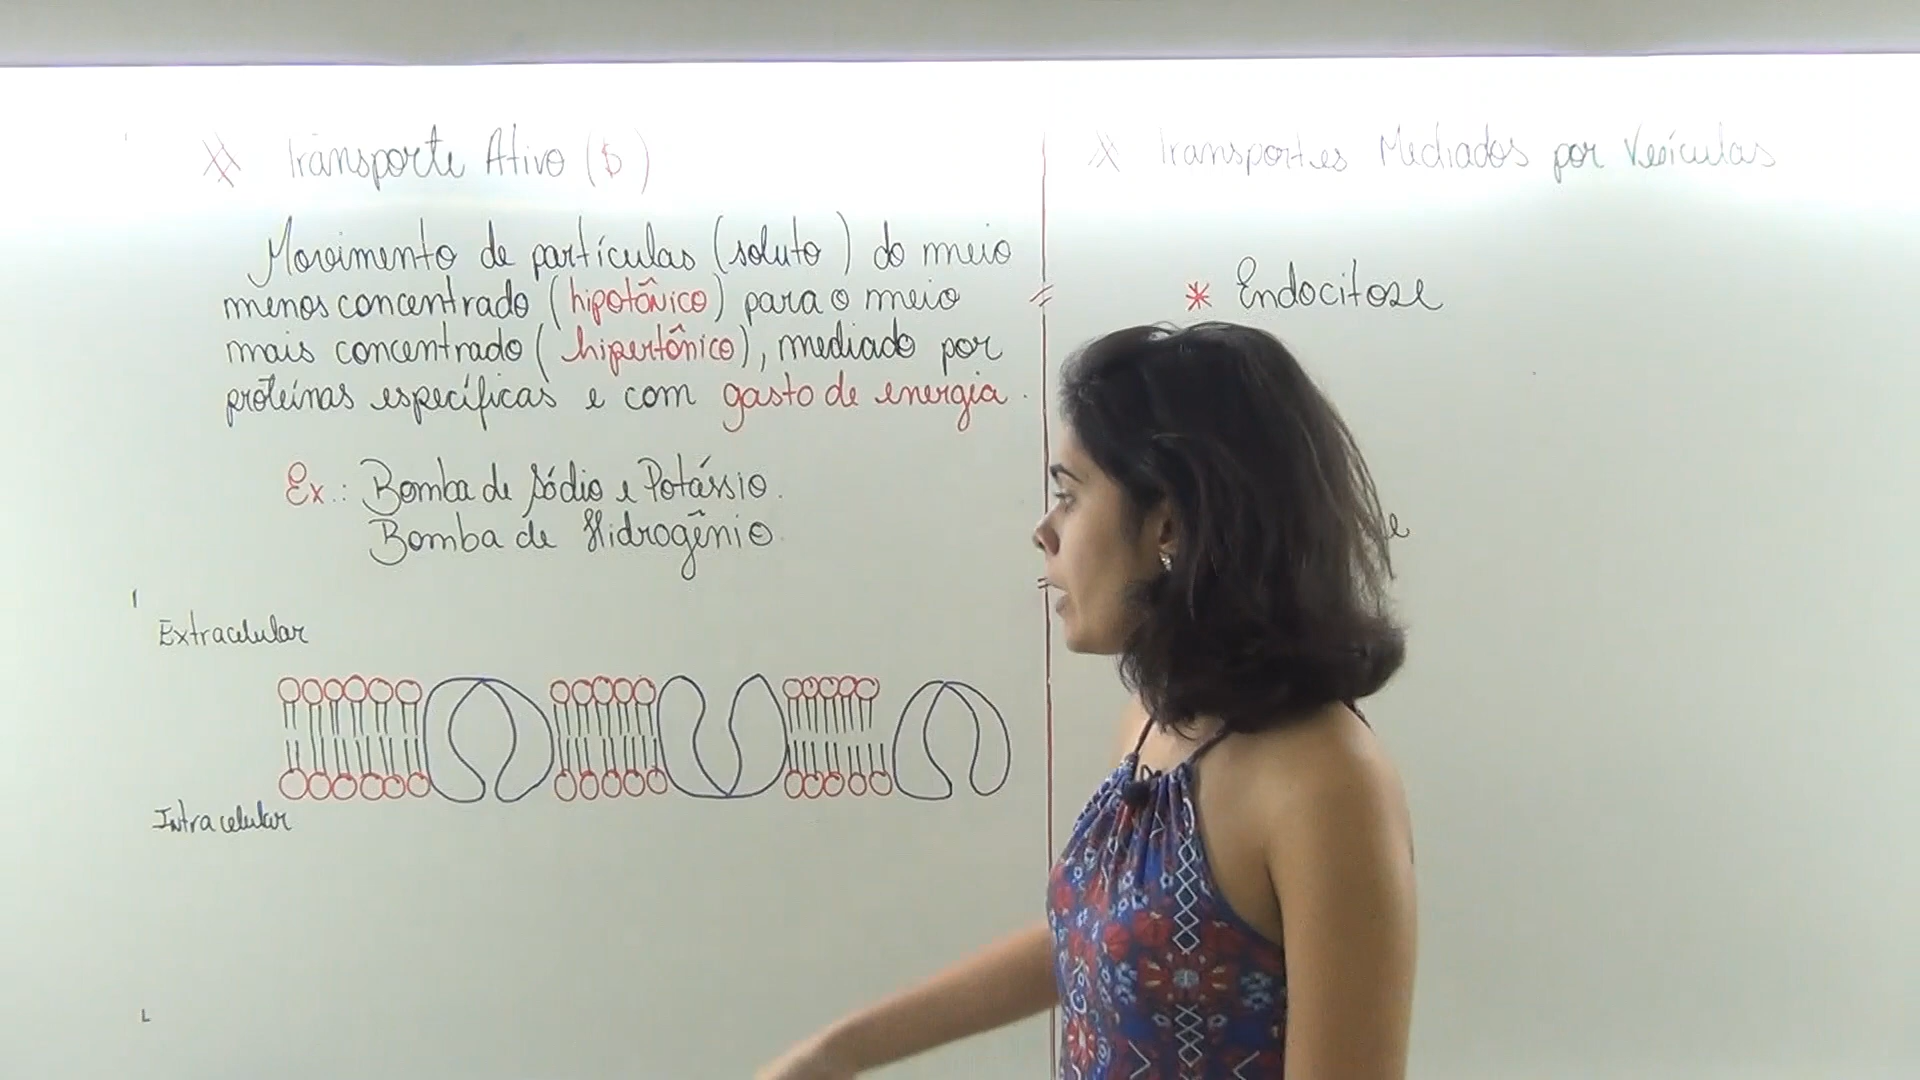 Transporte Ativo ($)
Movimento de partículas (soluto) do meio
menos concentrado (hipotônico) para o meio
mais concentrado (hipertônico), mediado por
proteínas específicas e com gasto de energia.
Ex.: Bomba de Sódio e Potássio.
Bomba de Hidrogênio.
Extracelular
Intracelular
Transportes Mediados por Vesículas
* Endocitose